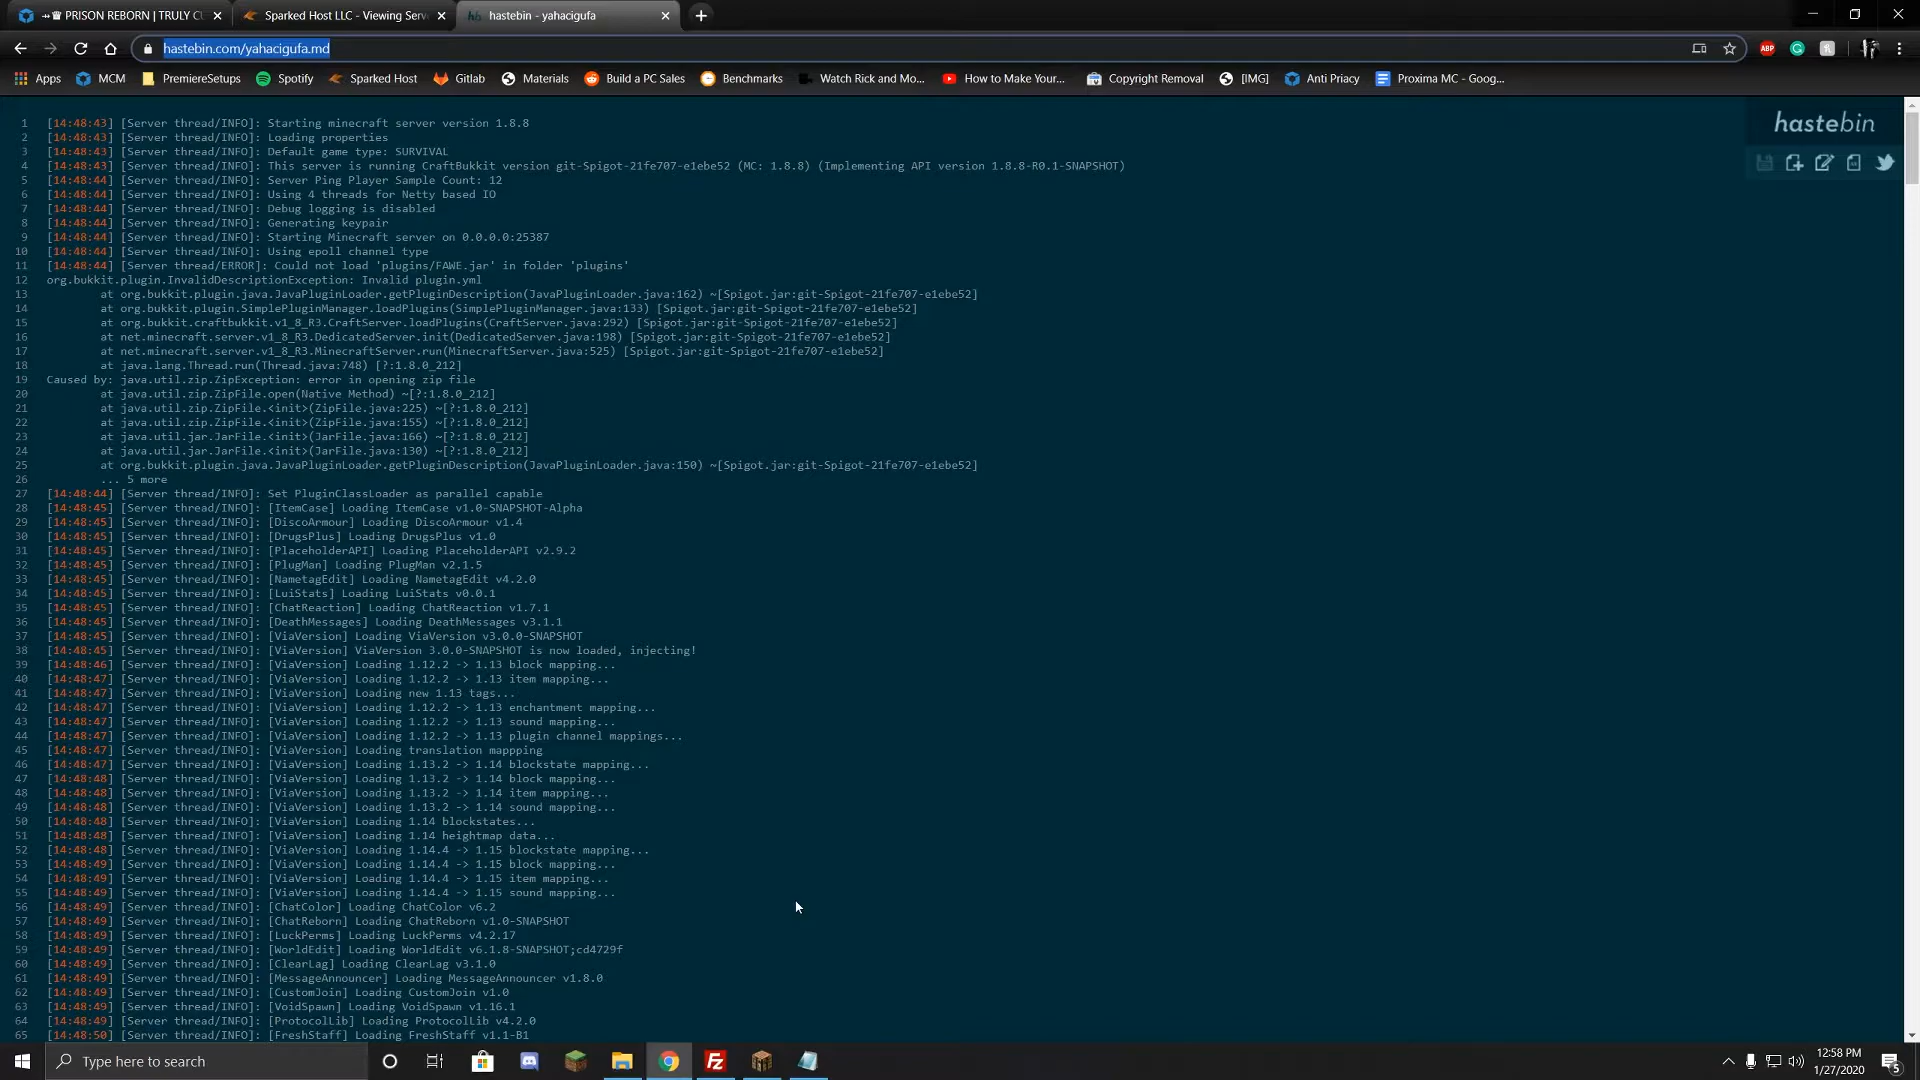 PRISON REBORN | TRULY C
Sparked Host LLC - Viewing Serv
hastebin - yahacigufa
hastebin.com/yahacigufa.md
ABP
Apps
MCM
PremiereSetups
Spotify
Sparked Host
Gitlab
Materials
Build a PC Sales
Benchmarks
Watch Rick and Mo...
How to Make Your...
Copyright Removal
[IMG]
Anti Priacy
Proxima MC - Goog...
hastebin
1 [14:48:43] [Server thread/INFO]: Starting minecraft server version 1.8.8
2 [14:48:43] [Server thread/INFO]: Loading properties
3 [14:48:43] [Server thread/INFO]: Default game type: SURVIVAL
4 [14:48:43] [Server thread/INFO]: This server is running CraftBukkit version git-Spigot-21fe707-e1ebe52 (MC: 1.8.8) (Implementing API version 1.8.8-R0.1-SNAPSHOT)
5 [14:48:44] [Server thread/INFO]: Server Ping Player Sample Count: 12
6 [14:48:44] [Server thread/INFO]: Using 4 threads for Netty based IO
7 [14:48:44] [Server thread/INFO]: Debug logging is disabled
8 [14:48:44] [Server thread/INFO]: Generating keypair
9 [14:48:44] [Server thread/INFO]: Starting Minecraft server on 0.0.0.0:25387
10 [14:48:44] [Server thread/INFO]: Using epoll channel type
11 [14:48:44] [Server thread/ERROR]: Could not load 'plugins/FAWE.jar' in folder 'plugins'
12 org.bukkit.plugin.InvalidDescriptionException: Invalid plugin.yml
13 at org.bukkit.plugin.java.JavaPluginLoader.getPluginDescription(JavaPluginLoader.java:162) ~[Spigot.jar:git-Spigot-21fe707-e1ebe52]
14 at org.bukkit.plugin.SimplePluginManager.loadPlugins(SimplePluginManager.java:133) [Spigot.jar:git-Spigot-21fe707-e1ebe52]
15 at org.bukkit.craftbukkit.v1_8_R3.CraftServer.loadPlugins(CraftServer.java:292) [Spigot.jar:git-Spigot-21fe707-e1ebe52]
16 at net.minecraft.server.v1_8_R3.DedicatedServer.init(DedicatedServer.java:198) [Spigot.jar:git-Spigot-21fe707-e1ebe52]
17 at net.minecraft.server.v1_8_R3.MinecraftServer.run(MinecraftServer.java:525) [Spigot.jar:git-Spigot-21fe707-e1ebe52]
18 at java.lang.Thread.run(Thread.java:748) [?:1.8.0_212]
19 Caused by: java.util.zip.ZipException: error in opening zip file
20 at java.util.zip.ZipFile.open(Native Method) ~[?:1.8.0_212]
21 at java.util.zip.ZipFile.<init>(ZipFile.java:225) ~[?:1.8.0_212]
22 at java.util.zip.ZipFile.<init>(ZipFile.java:155) ~[?:1.8.0_212]
23 at java.util.jar.JarFile.<init>(JarFile.java:166) ~[?:1.8.0_212]
24 at java.util.jar.JarFile.<init>(JarFile.java:130) ~[?:1.8.0_212]
25 at org.bukkit.plugin.java.JavaPluginLoader.getPluginDescription(JavaPluginLoader.java:150) ~[Spigot.jar:git-Spigot-21fe707-e1ebe52]
26 ... 5 more
27 [14:48:44] [Server thread/INFO]: Set PluginClassLoader as parallel capable
28 [14:48:45] [Server thread/INFO]: [ItemCase] Loading ItemCase v1.0-SNAPSHOT-Alpha
29 [14:48:45] [Server thread/INFO]: [DiscoArmour] Loading DiscoArmour v1.4
30 [14:48:45] [Server thread/INFO]: [DrugsPlus] Loading DrugsPlus v1.0
31 [14:48:45] [Server thread/INFO]: [PlaceholderAPI] Loading PlaceholderAPI v2.9.2
32 [14:48:45] [Server thread/INFO]: [PlugMan] Loading PlugMan v2.1.5
33 [14:48:45] [Server thread/INFO]: [NametagEdit] Loading NametagEdit v4.2.0
34 [14:48:45] [Server thread/INFO]: [LuiStats] Loading LuiStats v0.0.1
35 [14:48:45] [Server thread/INFO]: [ChatReaction] Loading ChatReaction v1.7.1
36 [14:48:45] [Server thread/INFO]: [DeathMessages] Loading DeathMessages v3.1.1
37 [14:48:45] [Server thread/INFO]: [ViaVersion] Loading ViaVersion v3.0.0-SNAPSHOT
38 [14:48:45] [Server thread/INFO]: [ViaVersion] ViaVersion 3.0.0-SNAPSHOT is now loaded, injecting!
39 [14:48:46] [Server thread/INFO]: [ViaVersion] Loading 1.12.2 -> 1.13 block mapping...
40 [14:48:47] [Server thread/INFO]: [ViaVersion] Loading 1.12.2 -> 1.13 item mapping...
41 [14:48:47] [Server thread/INFO]: [ViaVersion] Loading new 1.13 tags...
42 [14:48:47] [Server thread/INFO]: [ViaVersion] Loading 1.12.2 -> 1.13 enchantment mapping...
43 [14:48:47] [Server thread/INFO]: [ViaVersion] Loading 1.12.2 -> 1.13 sound mapping...
44 [14:48:47] [Server thread/INFO]: [ViaVersion] Loading 1.12.2 -> 1.13 plugin channel mappings...
45 [14:48:47] [Server thread/INFO]: [ViaVersion] Loading translation mappping
46 [14:48:47] [Server thread/INFO]: [ViaVersion] Loading 1.13.2 -> 1.14 blockstate mapping...
47 [14:48:48] [Server thread/INFO]: [ViaVersion] Loading 1.13.2 -> 1.14 block mapping...
48 [14:48:48] [Server thread/INFO]: [ViaVersion] Loading 1.13.2 -> 1.14 item mapping...
49 [14:48:48] [Server thread/INFO]: [ViaVersion] Loading 1.13.2 -> 1.14 sound mapping...
50 [14:48:48] [Server thread/INFO]: [ViaVersion] Loading 1.14 blockstates...
51 [14:48:48] [Server thread/INFO]: [ViaVersion] Loading 1.14 heightmap data...
52 [14:48:48] [Server thread/INFO]: [ViaVersion] Loading 1.14.4 -> 1.15 blockstate mapping...
53 [14:48:49] [Server thread/INFO]: [ViaVersion] Loading 1.14.4 -> 1.15 block mapping...
54 [14:48:49] [Server thread/INFO]: [ViaVersion] Loading 1.14.4 -> 1.15 item mapping...
55 [14:48:49] [Server thread/INFO]: [ViaVersion] Loading 1.14.4 -> 1.15 sound mapping...
56 [14:48:49] [Server thread/INFO]: [ChatColor] Loading ChatColor v6.2
57 [14:48:49] [Server thread/INFO]: [ChatReborn] Loading ChatReborn v1.0-SNAPSHOT
58 [14:48:49] [Server thread/INFO]: [LuckPerms] Loading LuckPerms v4.2.17
59 [14:48:49] [Server thread/INFO]: [WorldEdit] Loading WorldEdit v6.1.8-SNAPSHOT;cd4729f
60 [14:48:49] [Server thread/INFO]: [ClearLag] Loading ClearLag v3.1.0
61 [14:48:49] [Server thread/INFO]: [MessageAnnouncer] Loading MessageAnnouncer v1.8.0
62 [14:48:49] [Server thread/INFO]: [CustomJoin] Loading CustomJoin v1.0
63 [14:48:49] [Server thread/INFO]: [VoidSpawn] Loading VoidSpawn v1.16.1
64 [14:48:49] [Server thread/INFO]: [ProtocolLib] Loading ProtocolLib v4.2.0
65 [14:48:50] [Server thread/INFO]: [FreshStaff] Loading FreshStaff v1.1-B1
Type here to search
12:58 PM
1/27/2020
5